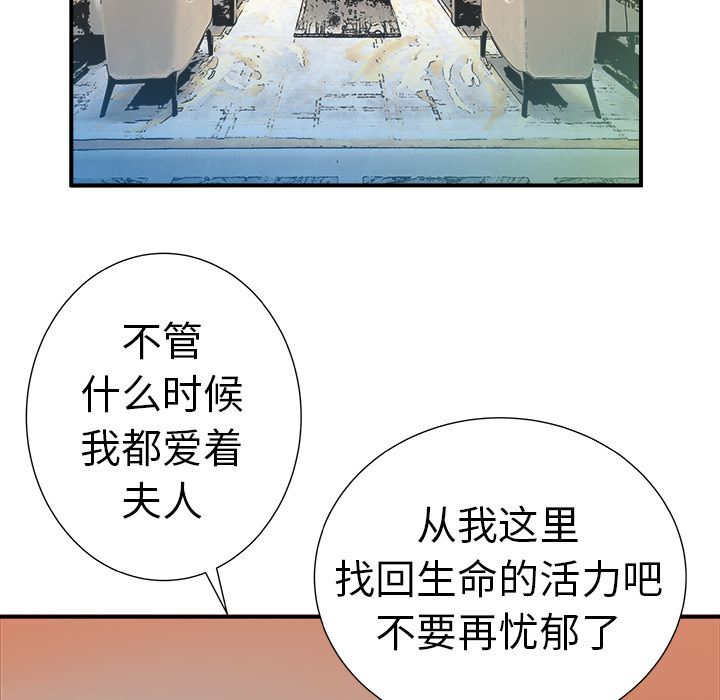 不管
什么时候
我都爱着
夫人
从我这里
找回生命的活力吧
不要再忧郁了